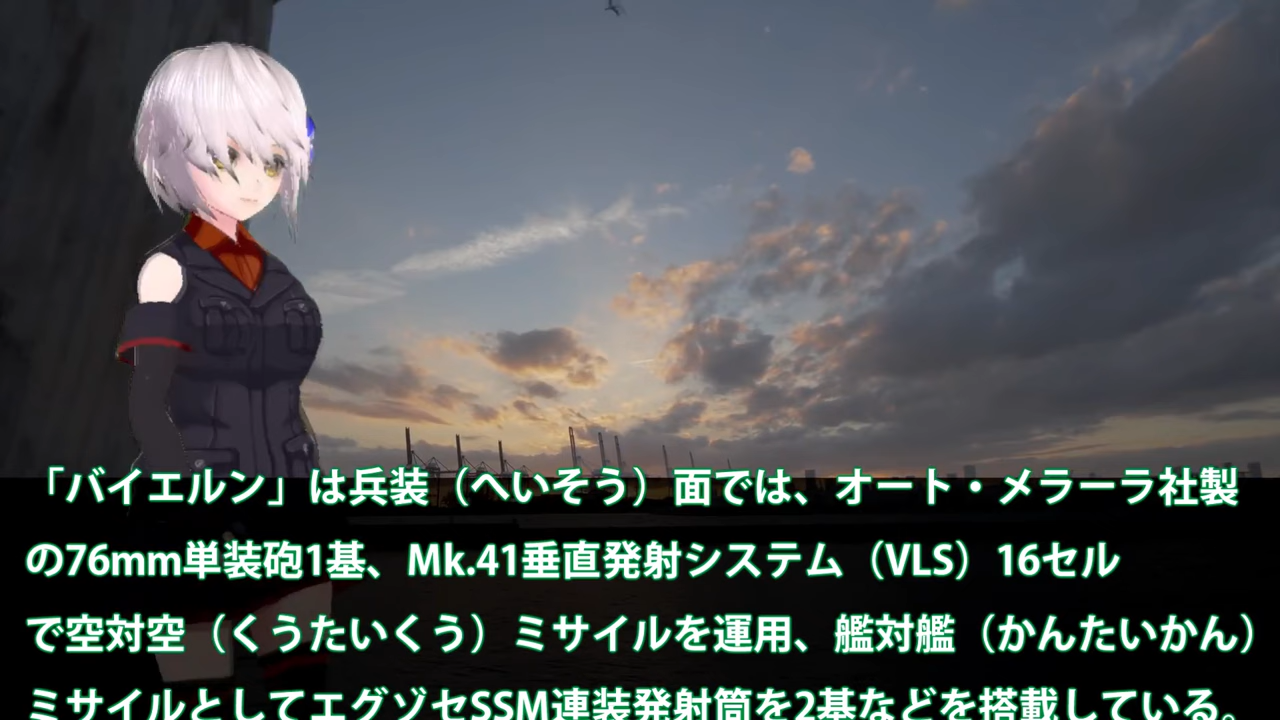 「バイエルン」は兵装（へいそう）面では、オート・メラーラ社製
の76mm単装砲1基、Mk.41垂直発射システム（VLS）16セル
で空対空（くうたいくう）ミサイルを運用、艦対艦（かんたいかん）
ミサイルとしてエグゾセSSM連装発射筒を2基などを搭載している。